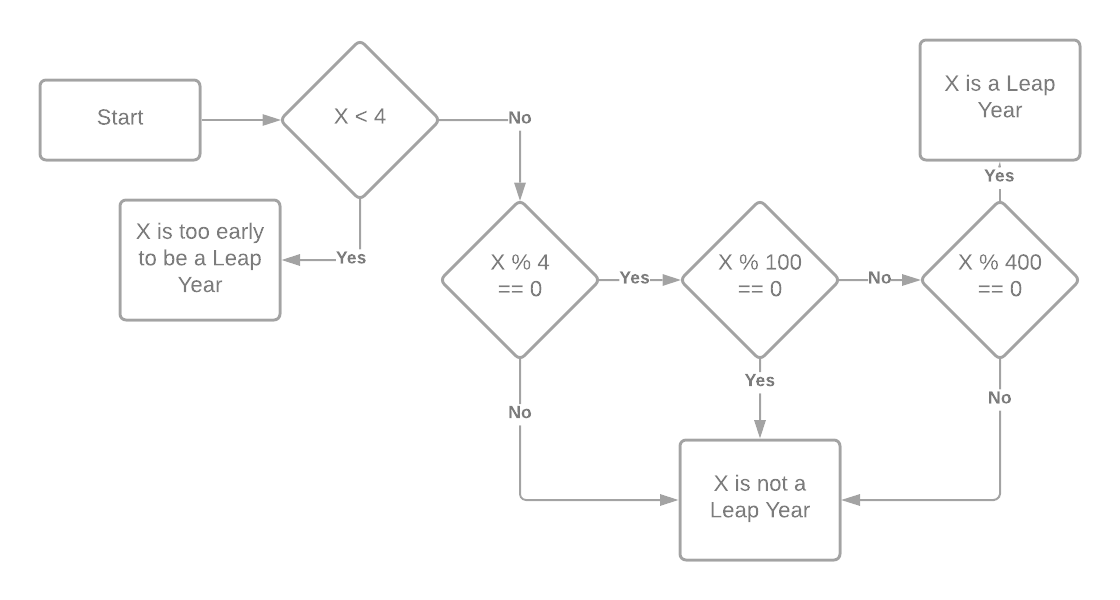 Start
X < 4
No
X is a Leap
Year
Yes
X is too early
to be a Leap
Year
Yes
X % 4
== 0
Yes
X % 100
== 0
No
X % 400
== 0
Yes
No
No
X is not a
Leap Year